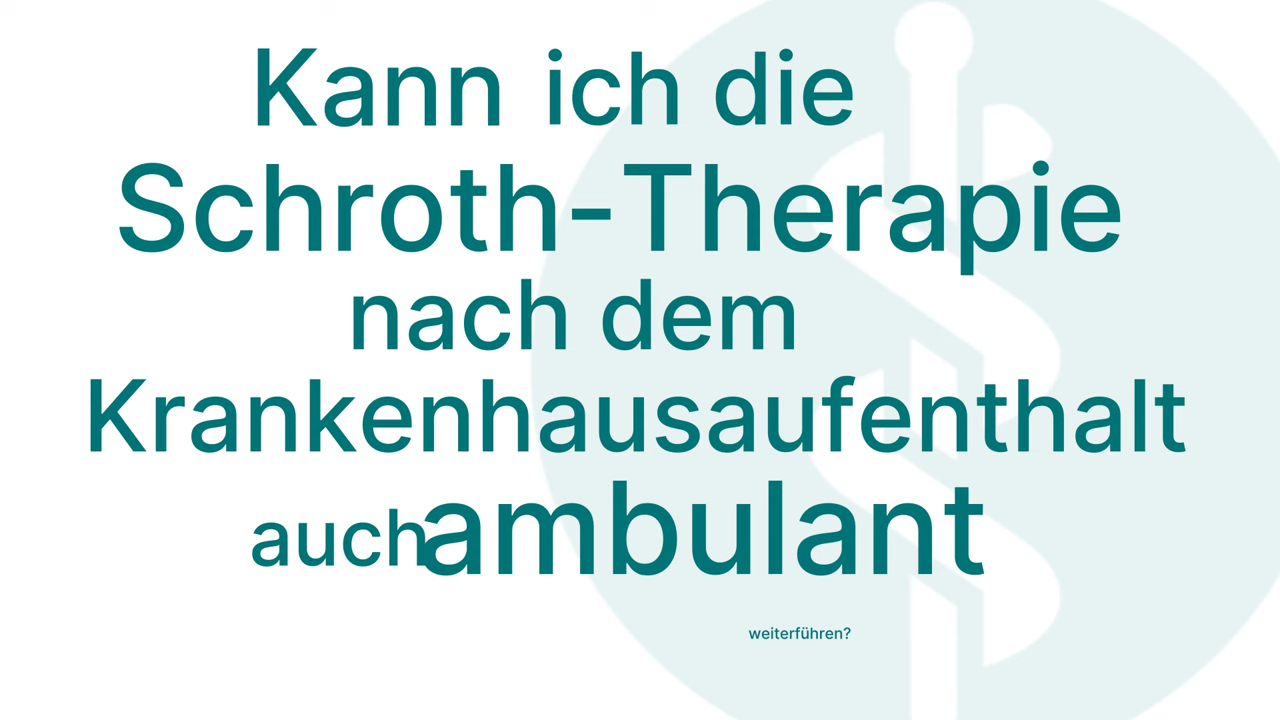 Kann ich die
Schroth-Therapie
nach dem
Krankenhausaufenthalt
auch ambulant
weiterführen?